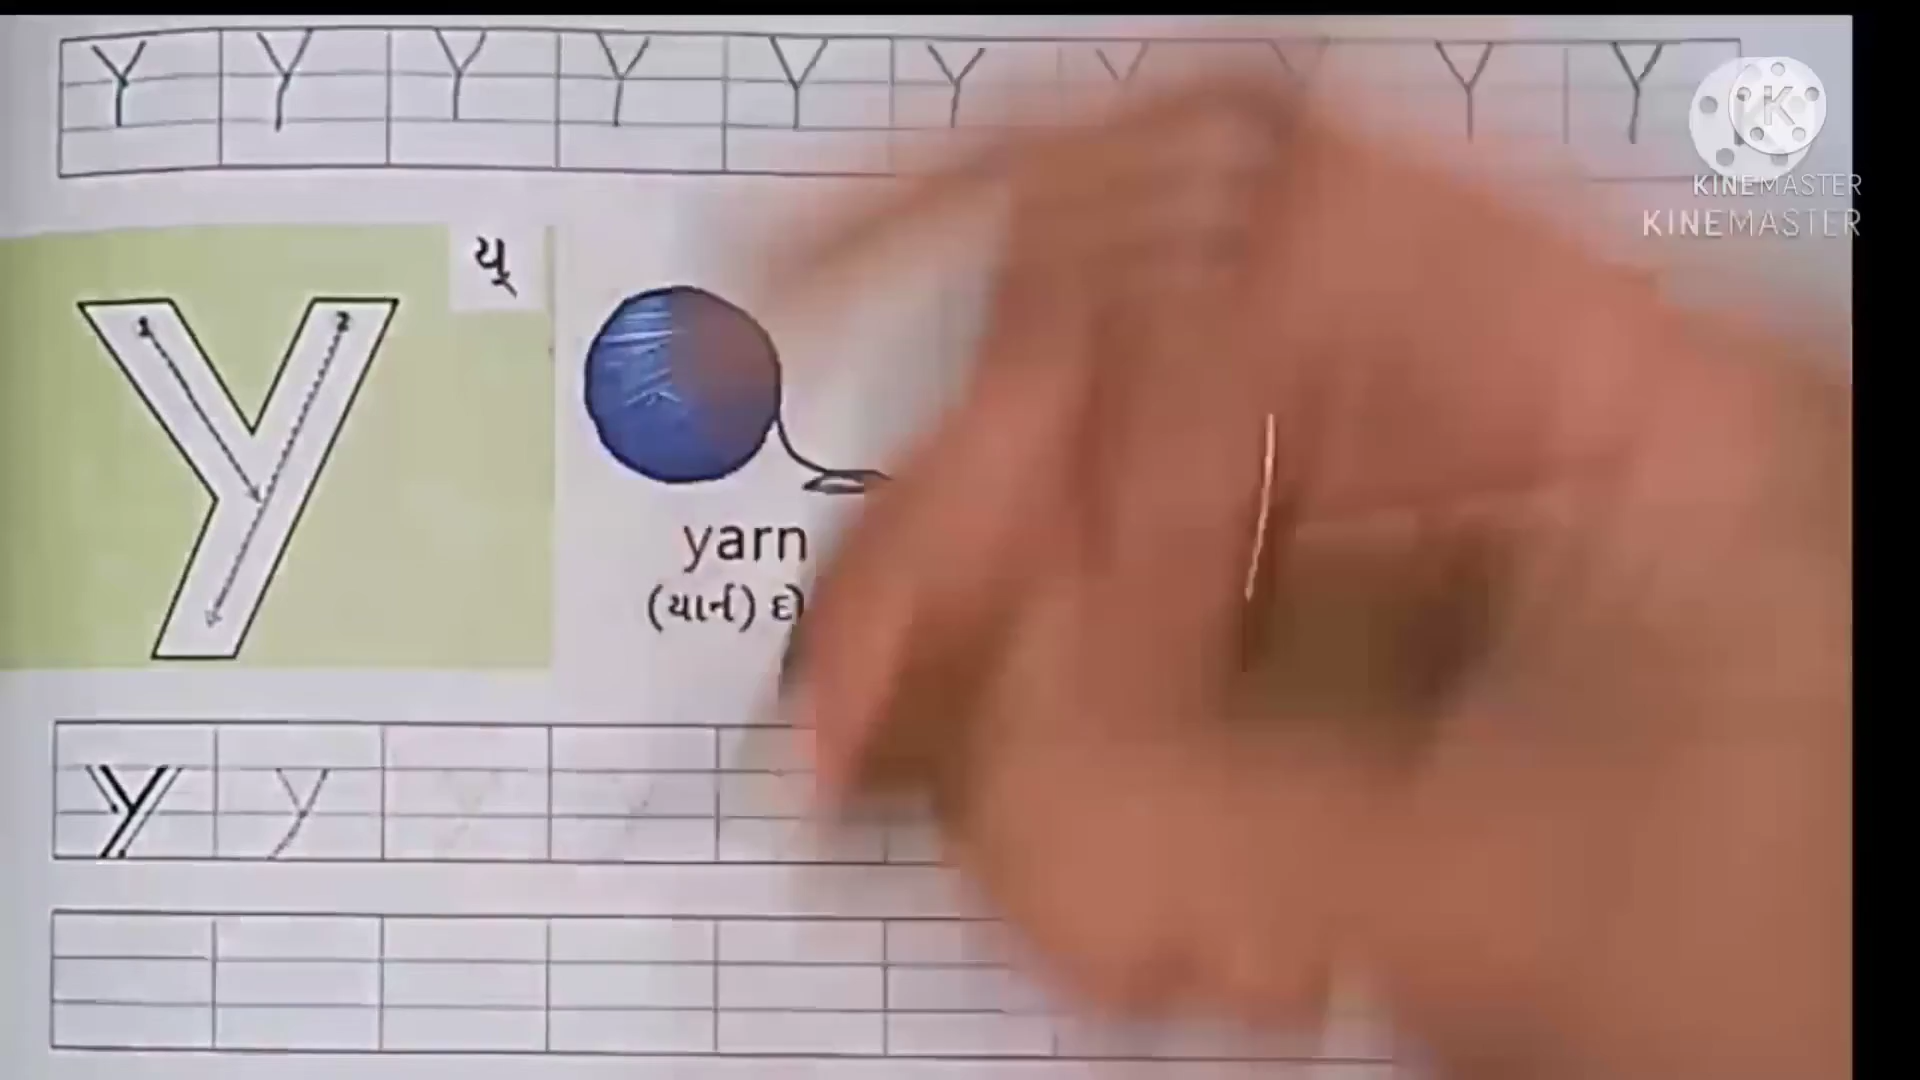 Y Y Y Y Y Y Y Y Y
K
KINEMASTER
KINEMASTER
ય્
1 2
y
yarn
(યાર્ન)
y y